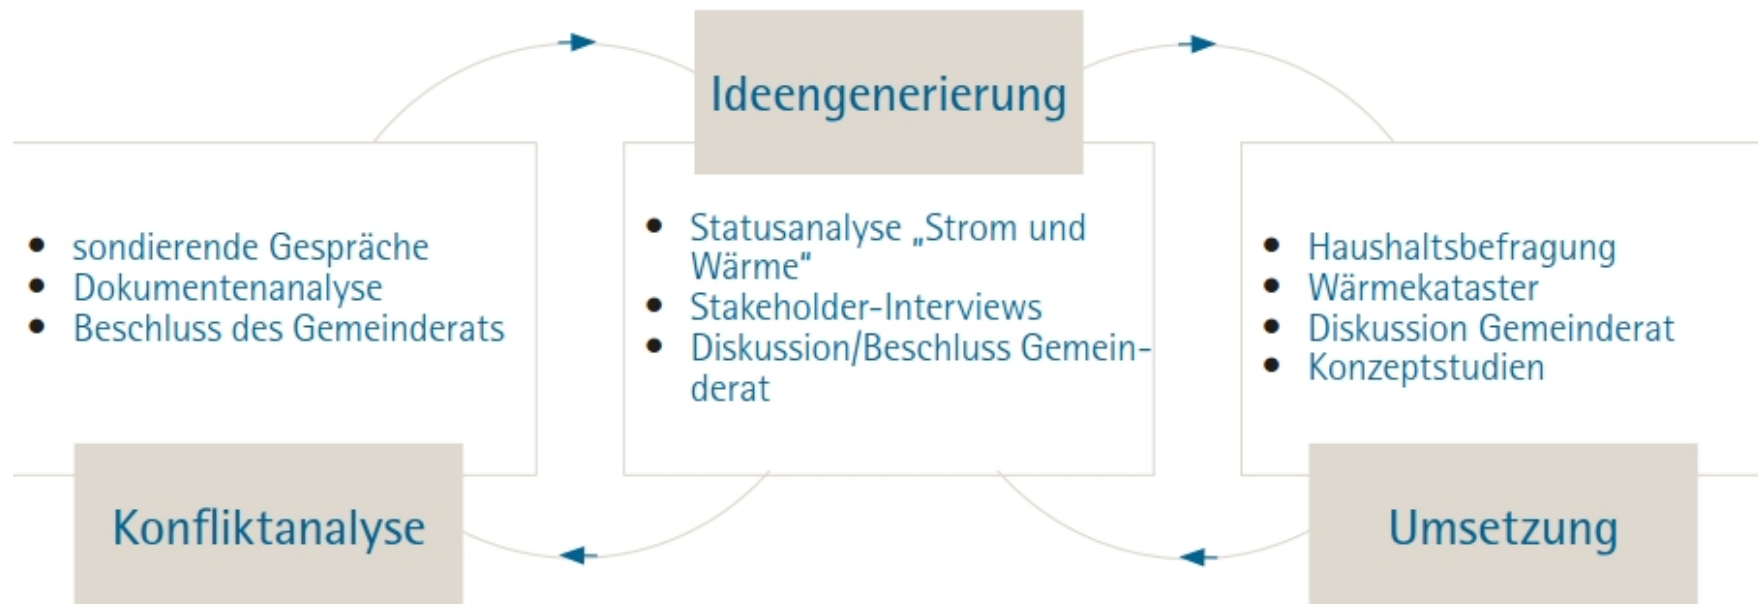 Ideengenerierung
• sondierende Gespräche
• Dokumentenanalyse
• Beschluss des Gemeinderats
Konfliktanalyse
• Statusanalyse „Strom und
Wärme“
• Stakeholder-Interviews
• Diskussion/Beschluss Gemein-
derat
• Haushaltsbefragung
• Wärmekataster
• Diskussion Gemeinderat
• Konzeptstudien
Umsetzung